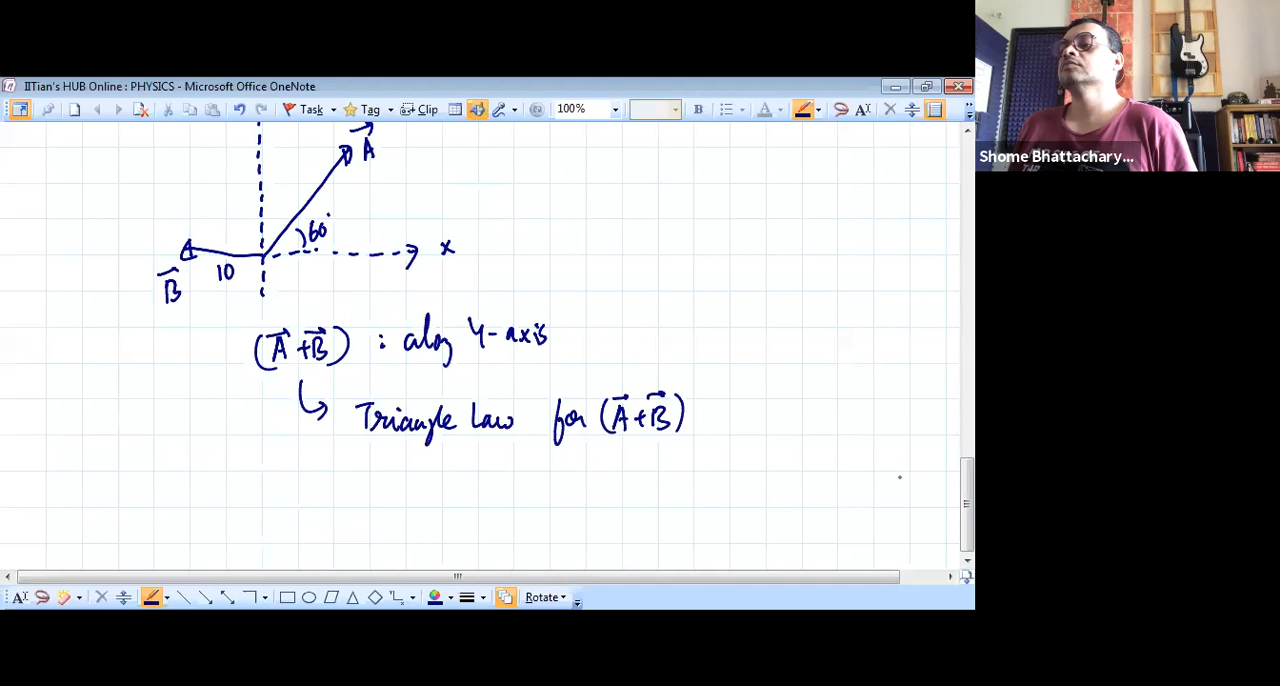 IITian's HUB Online : PHYSICS - Microsoft Office OneNote
Task Tag Clip 100% B A A
A
60°
x
10
B
(A+B) : along Y-axis
Triangle Law for (A+B)
A Rotate
Shome Bhattachary...